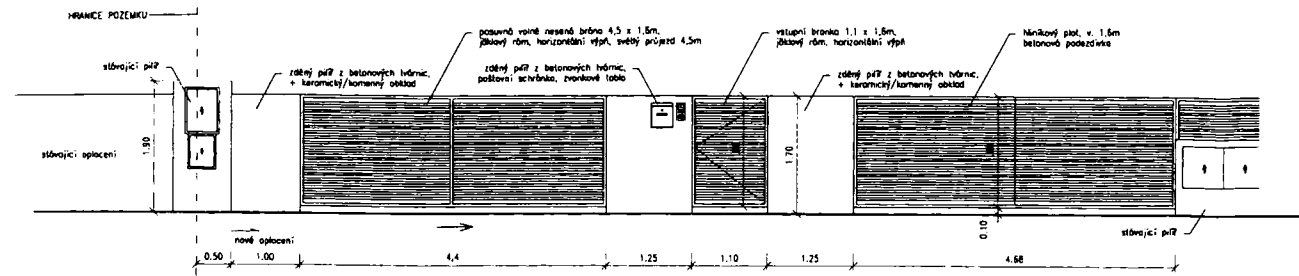 HRANICE POZEMKU
stávající pilíř
zděný pilíř z betonových tvárnic,
+ keramický/kamenný obklad
posuvná volně nesená brána 4,5 x 1,6m,
jäklový rám, horizontální výpň, světlý průjezd 4,5m
zděný pilíř z betonových tvárnic,
poštovní schránka, zvonkové tablo
vstupní branka 1,1 x 1,6m,
jäklový rám, horizontální výpň
zděný pilíř z betonových tvárnic,
+ keramický/kamenný obklad
hliníkový plot, v. 1,6m
betonová podezdívka
stávající oplocení
1.90
1.70
0.10
nové oplocení
stávající pilíř
0.50
1.00
4,4
1.25
1.10
1.25
4.68